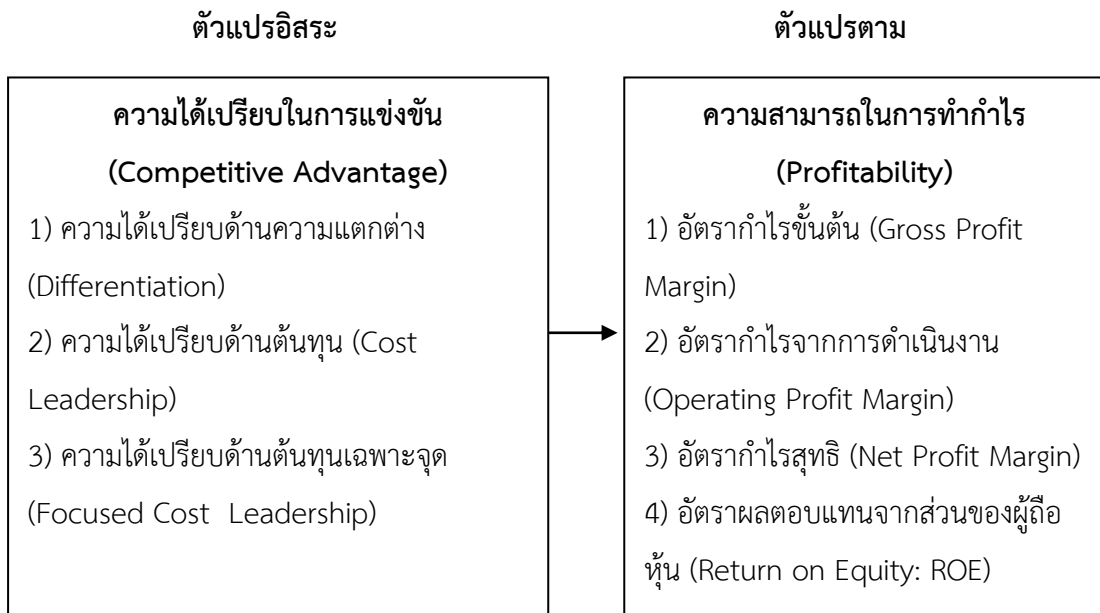 ตัวแปรอิสระ
ตัวแปรตาม
ความได้เปรียบในการแข่งขัน
(Competitive Advantage)
1) ความได้เปรียบด้านความแตกต่าง
(Differentiation)
2) ความได้เปรียบด้านต้นทุน (Cost
Leadership)
3) ความได้เปรียบด้านต้นทุนเฉพาะจุด
(Focused Cost Leadership)
ความสามารถในการทำกำไร
(Profitability)
1) อัตรากำไรขั้นต้น (Gross Profit
Margin)
2) อัตรากำไรจากการดำเนินงาน
(Operating Profit Margin)
3) อัตรากำไรสุทธิ (Net Profit Margin)
4) อัตราผลตอบแทนจากส่วนของผู้ถือ
หุ้น (Return on Equity: ROE)